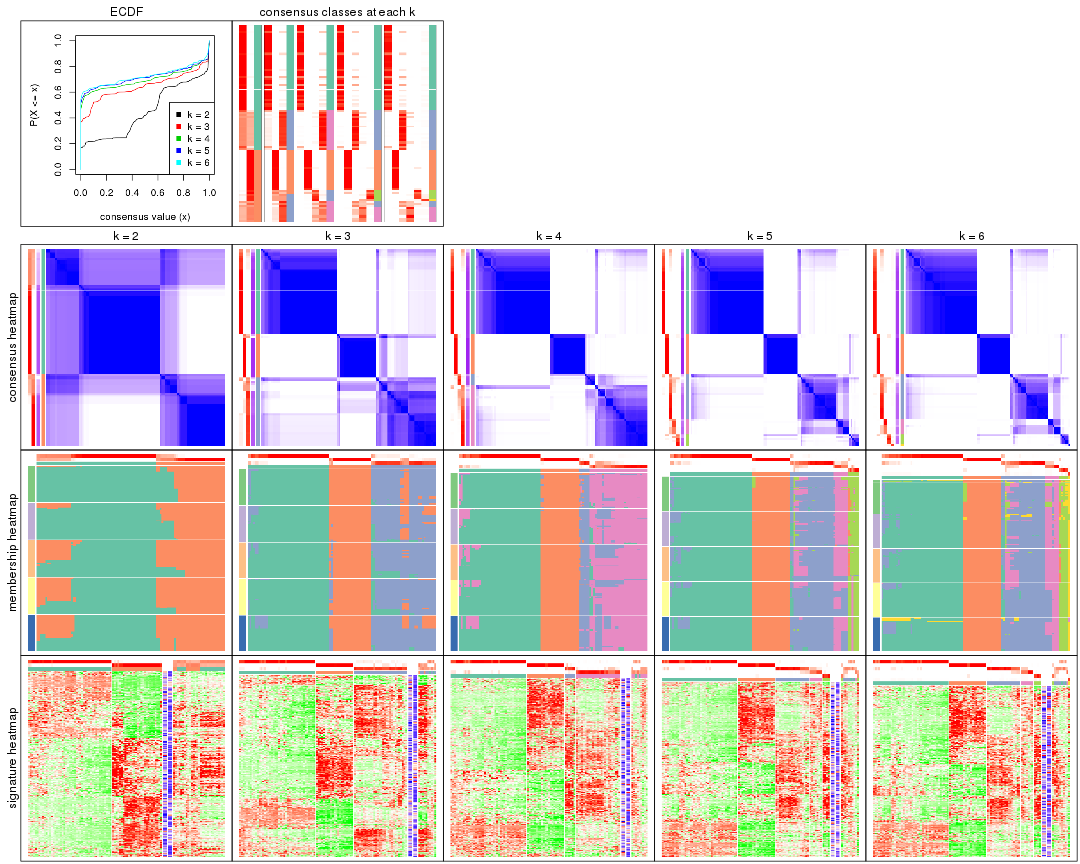 ECDF
consensus classes at each k
P(X <= x)
0.0 0.2 0.4 0.6 0.8 1.0
k = 2
k = 3
k = 4
k = 5
k = 6
0.0 0.2 0.4 0.6 0.8 1.0
consensus value (x)
k = 2
k = 3
k = 4
k = 5
k = 6
consensus heatmap
membership heatmap
signature heatmap